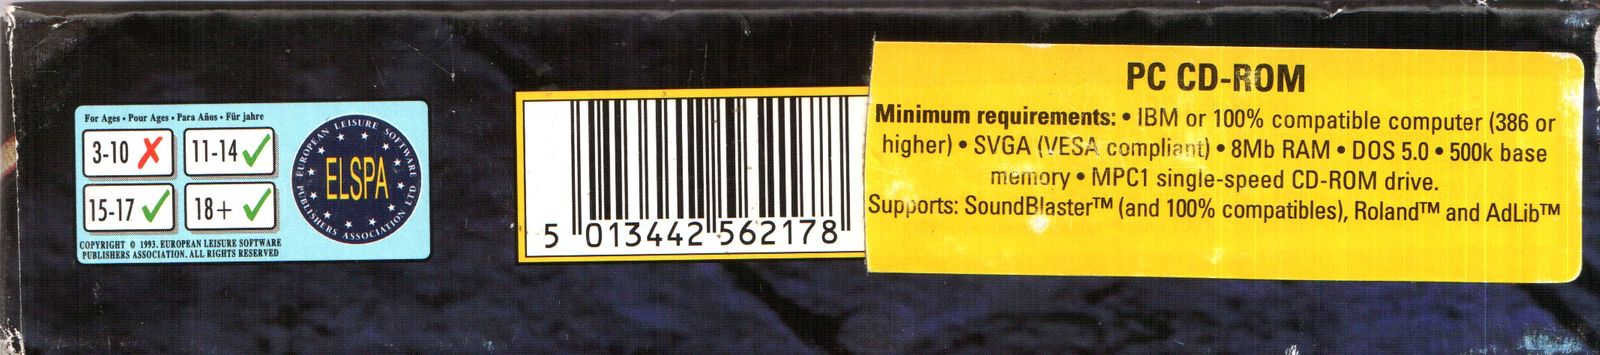 For Ages • Pour Ages • Para Años • Für jahre
3-10 11-14
15-17 18+
EUROPEAN LEISURE SOFTWARE PUBLISHERS ASSOCIATION LTD
ELSPA
COPYRIGHT © 1993. EUROPEAN LEISURE SOFTWARE
PUBLISHERS ASSOCIATION. ALL RIGHTS RESERVED
5 013442 562178
PC CD-ROM
Minimum requirements: • IBM or 100% compatible computer (386 or
higher) • SVGA (VESA compliant) • 8Mb RAM • DOS 5.0 • 500k base
memory • MPC1 single-speed CD-ROM drive.
Supports: SoundBlaster™ (and 100% compatibles), Roland™ and AdLib™